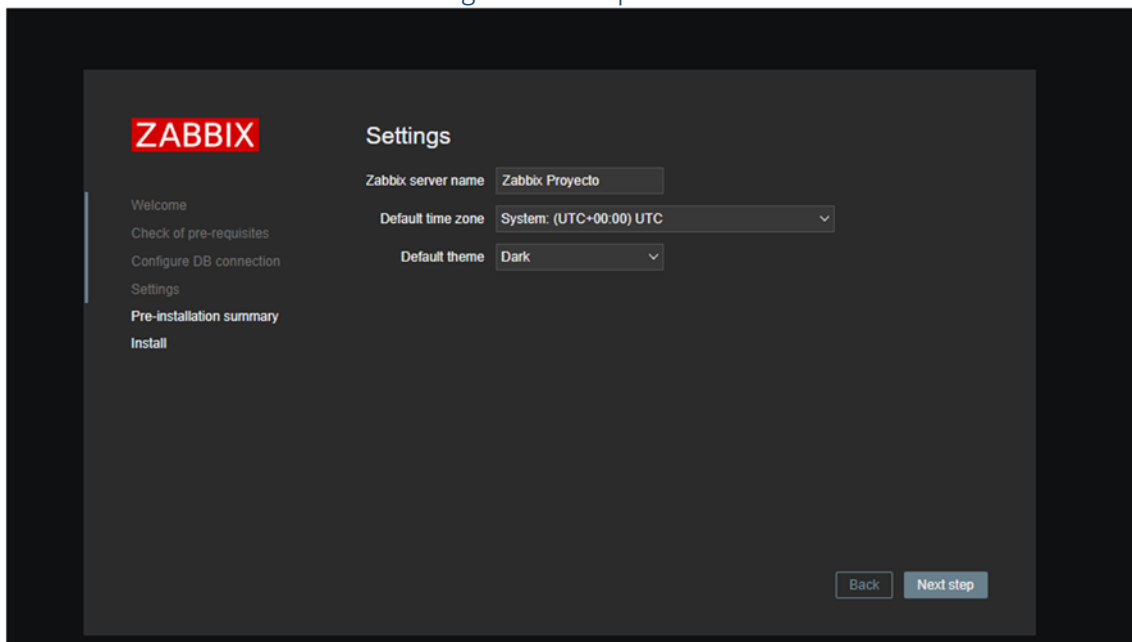 ZABBIX
Settings
Zabbix server name Zabbix Proyecto
Default time zone System: (UTC+00:00) UTC
Default theme Dark
Welcome
Check of pre-requisites
Configure DB connection
Settings
Pre-installation summary
Install
Back Next step